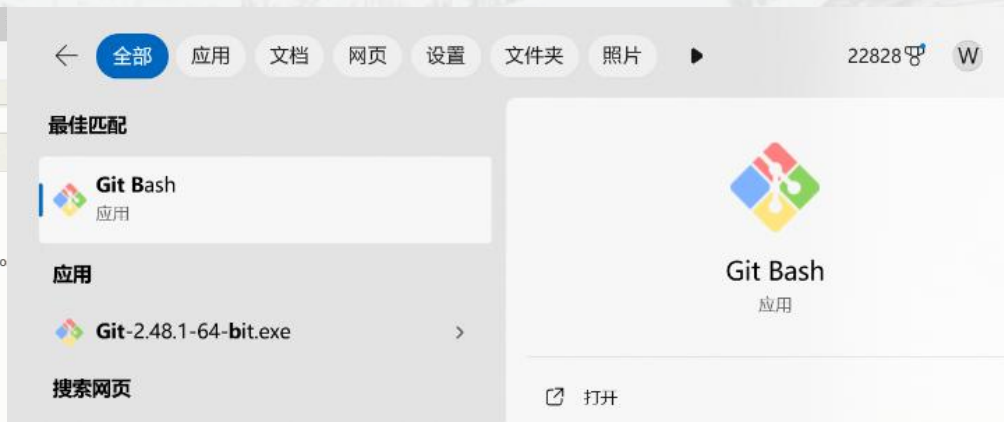 全部 应用 文档 网页 设置 文件夹 照片 22828 W
最佳匹配
Git Bash
应用
应用
Git-2.48.1-64-bit.exe
搜索网页
Git Bash
应用
打开